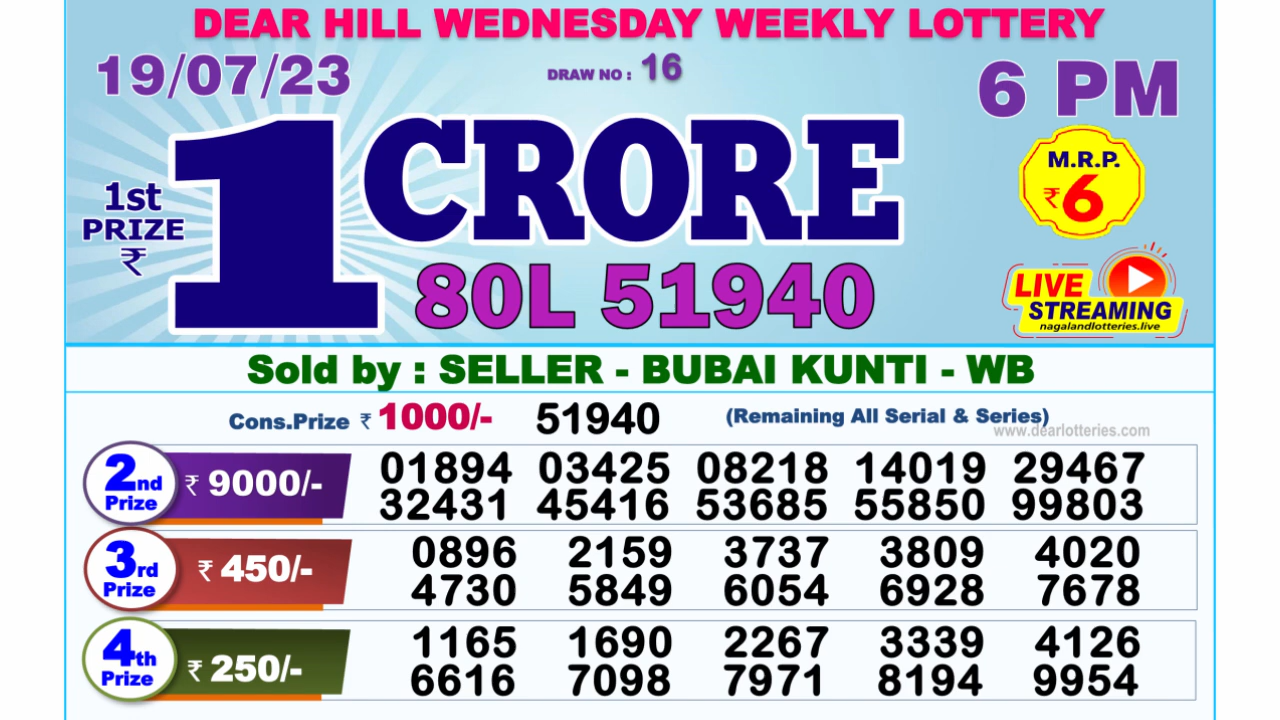 DEAR HILL WEDNESDAY WEEKLY LOTTERY
19/07/23
DRAW NO : 16
6 PM
1st
PRIZE
₹
1 CRORE
80L 51940
M.R.P.
₹6
LIVE
STREAMING
nagalandlotteries.live
Sold by : SELLER - BUBAI KUNTI - WB
Cons.Prize ₹ 1000/- 51940 (Remaining All Serial & Series)
www.dearlotteries.com
2nd Prize ₹ 9000/-
01894 03425 08218 14019 29467
32431 45416 53685 55850 99803
3rd Prize ₹ 450/-
0896 2159 3737 3809 4020
4730 5849 6054 6928 7678
4th Prize ₹ 250/-
1165 1690 2267 3339 4126
6616 7098 7971 8194 9954